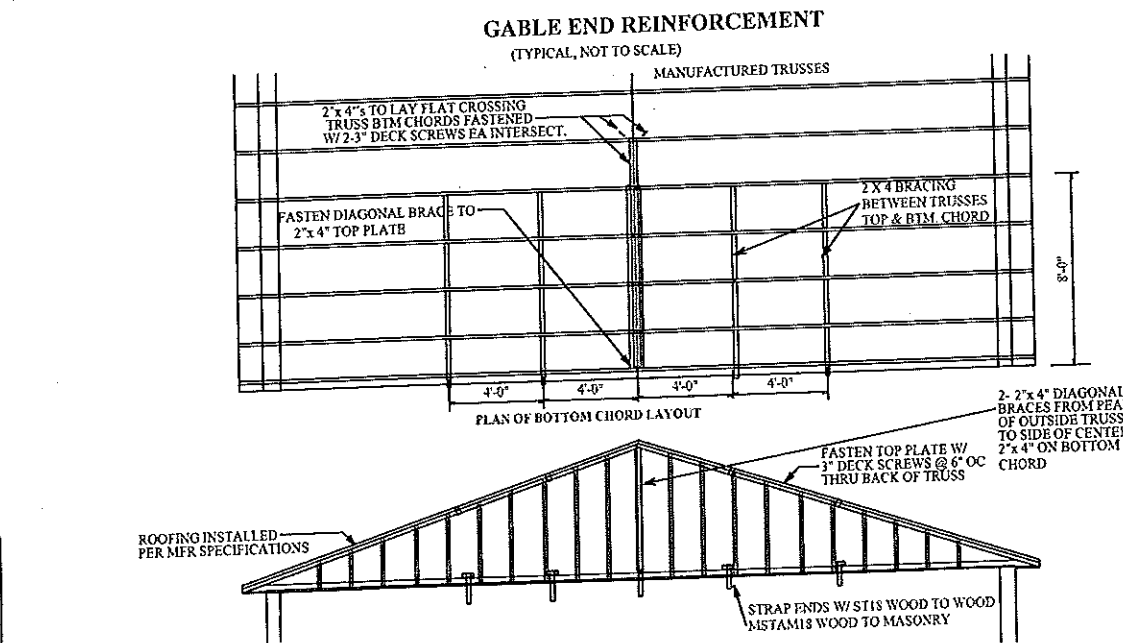 GABLE END REINFORCEMENT
(TYPICAL, NOT TO SCALE)
MANUFACTURED TRUSSES
2"x 4"'s TO LAY FLAT CROSSING
TRUSS BTM CHORDS FASTENED
W/ 2-3" DECK SCREWS EA INTERSECT.
2 X 4 BRACING
BETWEEN TRUSSES
TOP & BTM. CHORD
FASTEN DIAGONAL BRACE TO
2"x 4" TOP PLATE
8'-0"
4'-0"
4'-0"
4'-0"
4'-0"
PLAN OF BOTTOM CHORD LAYOUT
2- 2"x 4" DIAGONAL
BRACES FROM PEA
OF OUTSIDE TRUSS
TO SIDE OF CENTE
2"x 4" ON BOTTOM
CHORD
FASTEN TOP PLATE W/
3" DECK SCREWS @ 6" OC
THRU BACK OF TRUSS
ROOFING INSTALLED
PER MFR SPECIFICATIONS
STRAP ENDS W/ ST18 WOOD TO WOOD
MSTAM18 WOOD TO MASONRY